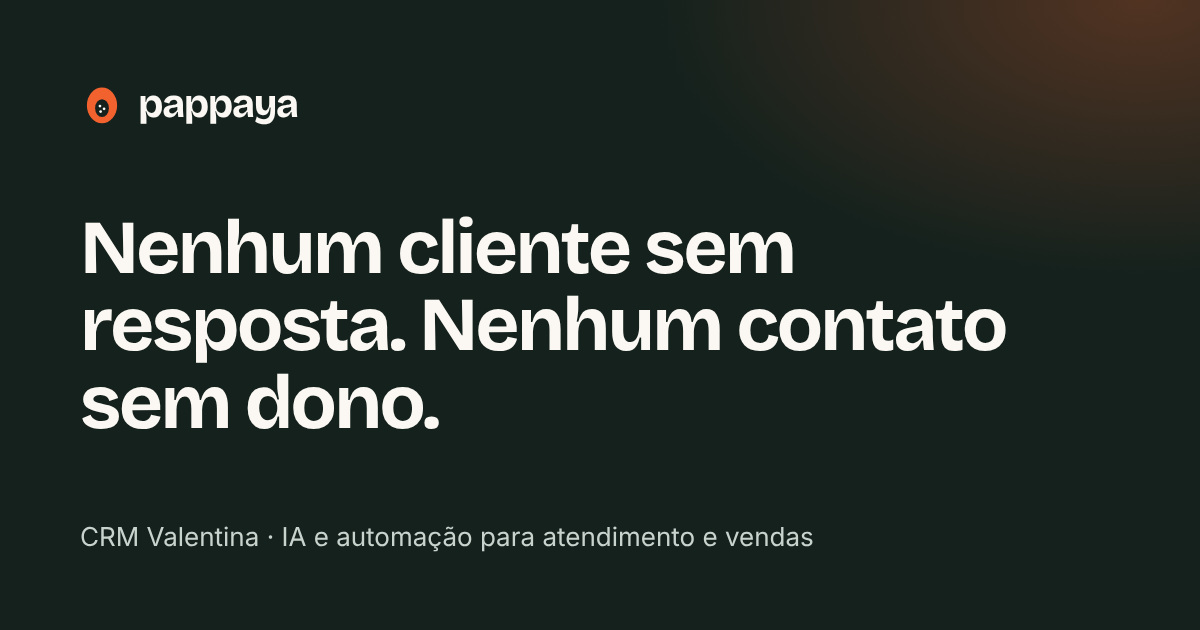 pappaya
Nenhum cliente sem
resposta. Nenhum contato
sem dono.
CRM Valentina · IA e automação para atendimento e vendas